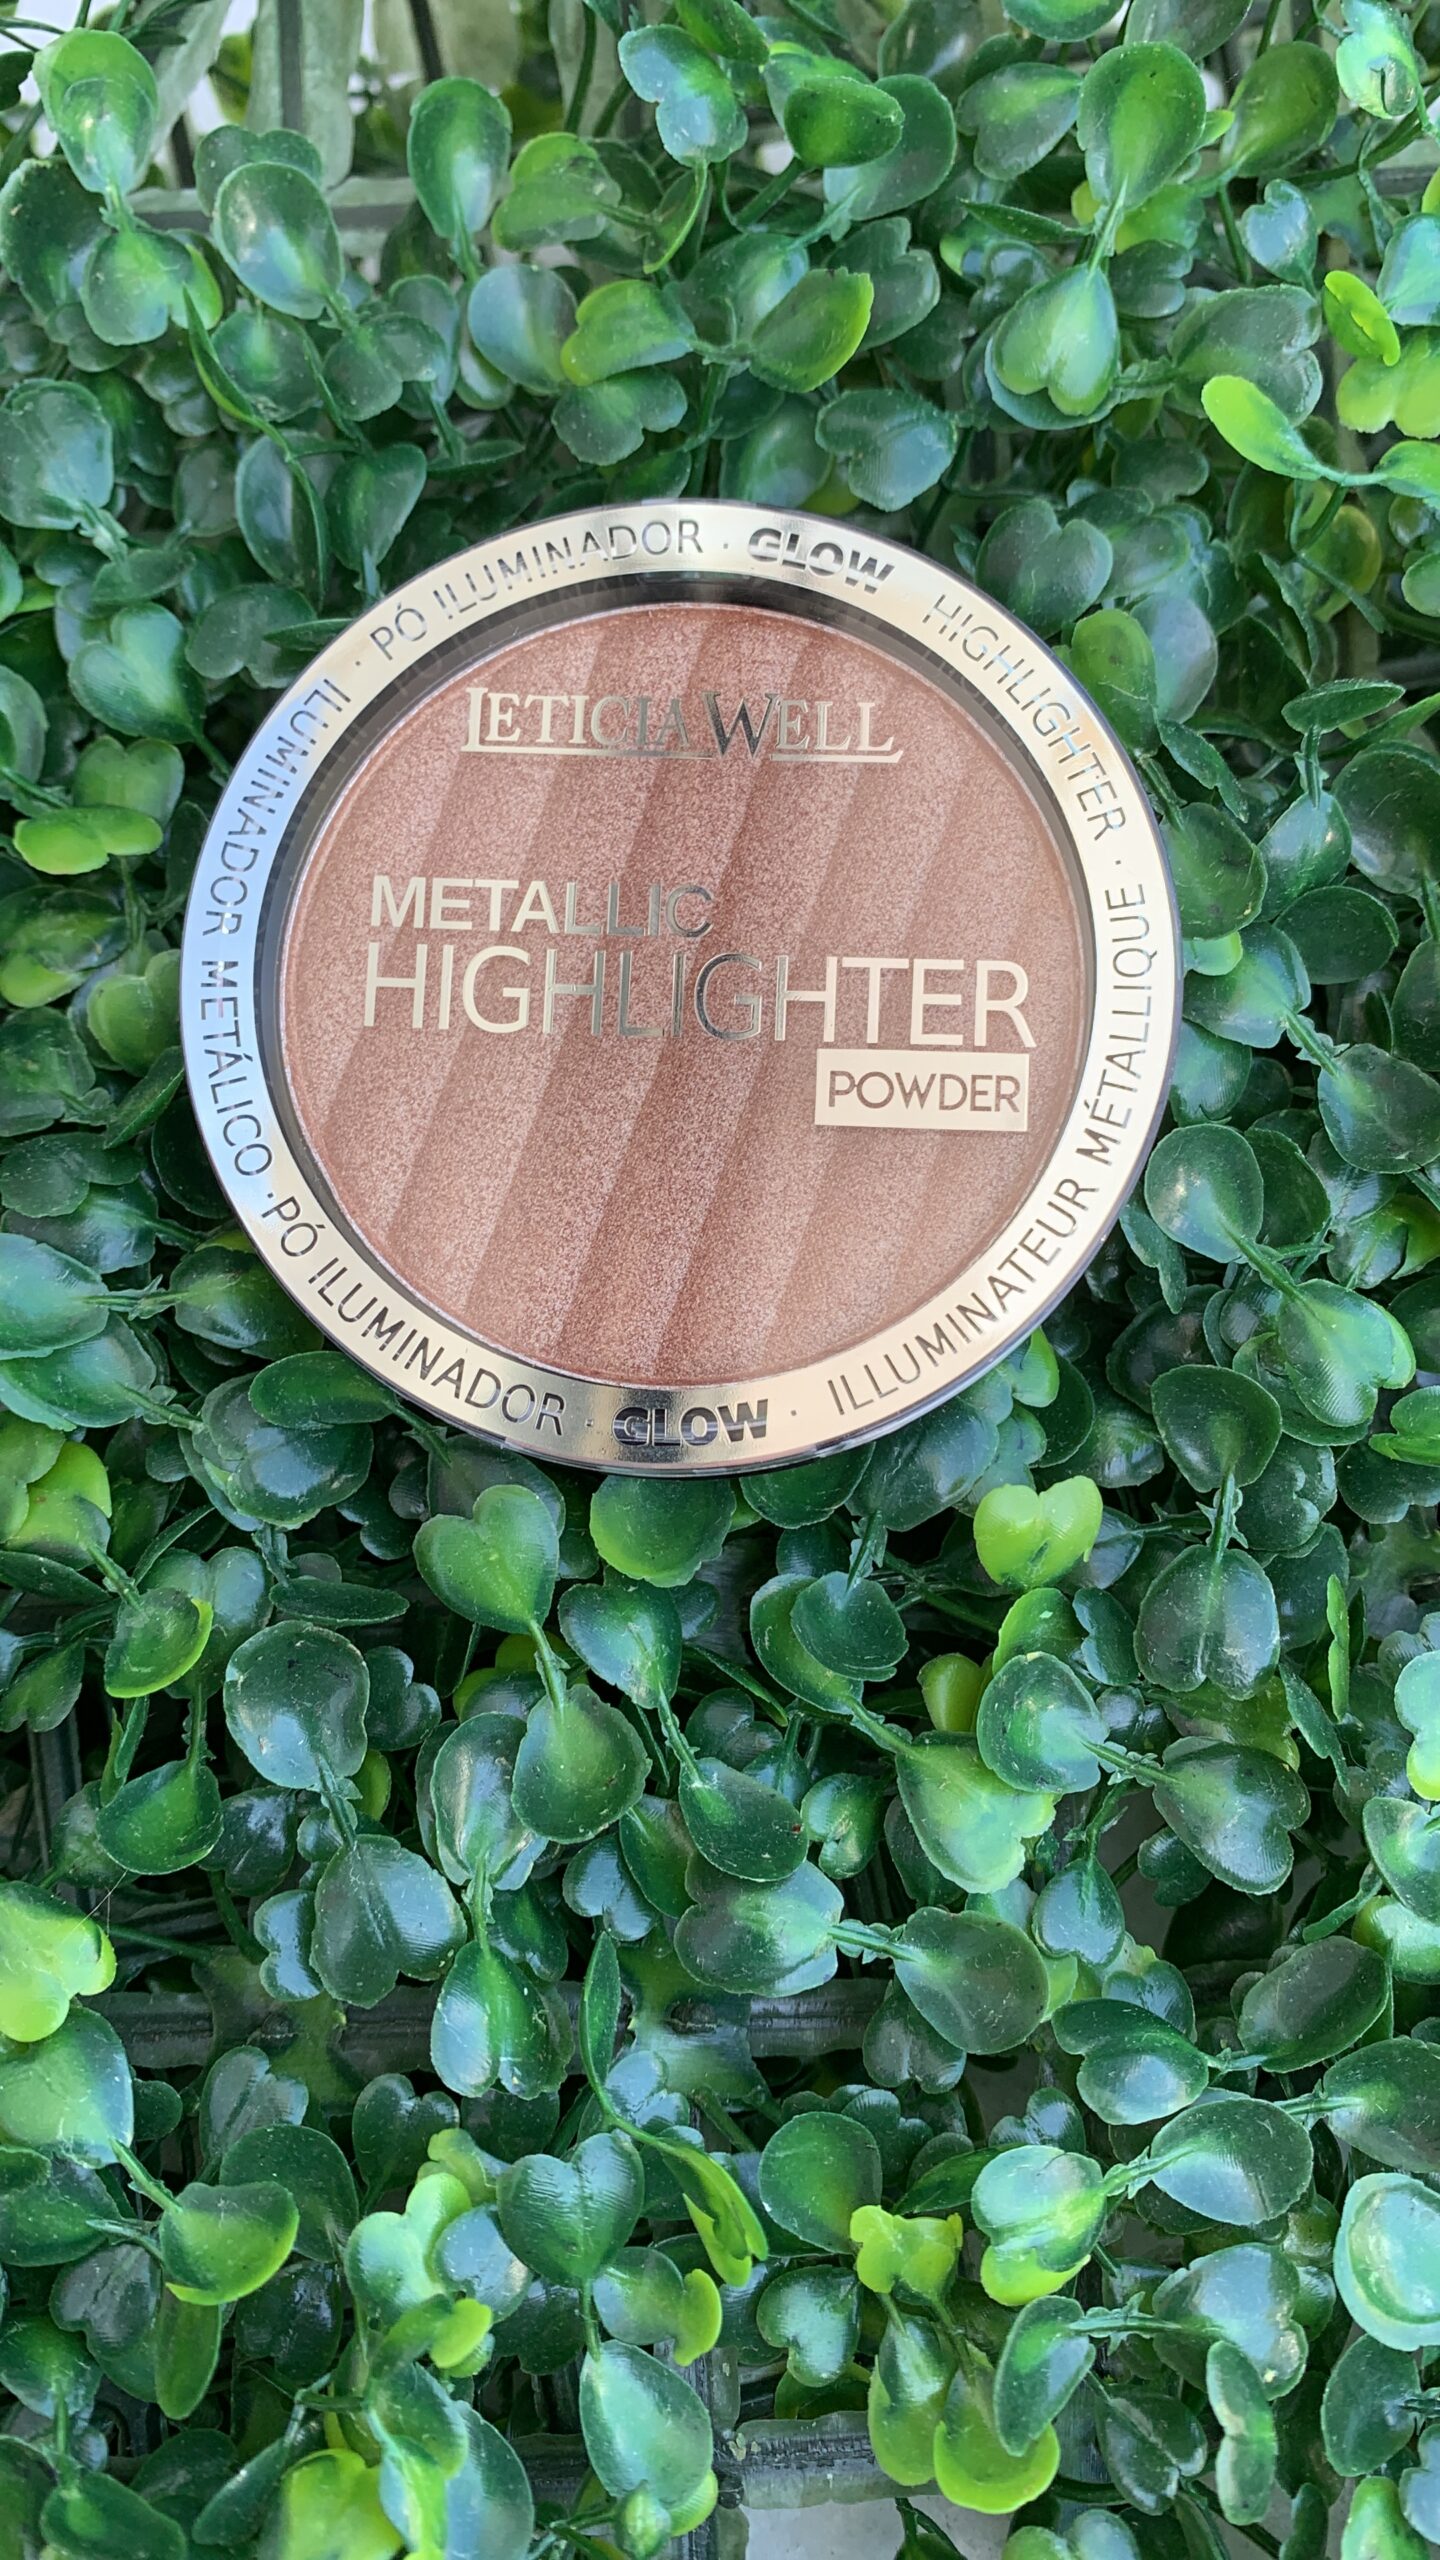 LETICIA WELL
METALLIC
HIGHLIGHTER
POWDER
PÓ ILUMINADOR · GLOW HIGHLIGHTER · ILLUMINATEUR MÉTALLIQUE · GLOW · PÓ ILUMINADOR · ILUMINADOR METÁLICO ·